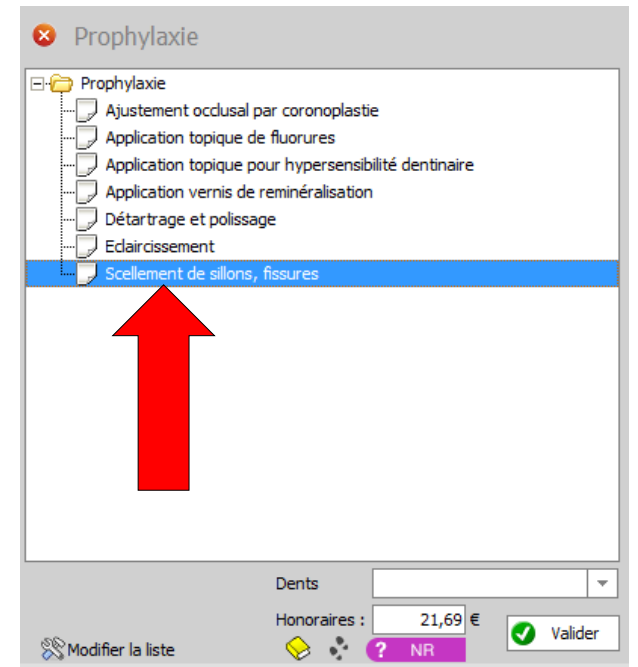 Prophylaxie
Prophylaxie
Ajustement occlusal par coronoplastie
Application topique de fluorures
Application topique pour hypersensibilité dentinaire
Application vernis de reminéralisation
Détartrage et polissage
Eclaircissement
Scellement de sillons, fissures
Dents
Honoraires : 21,69 €
Valider
Modifier la liste
? NR